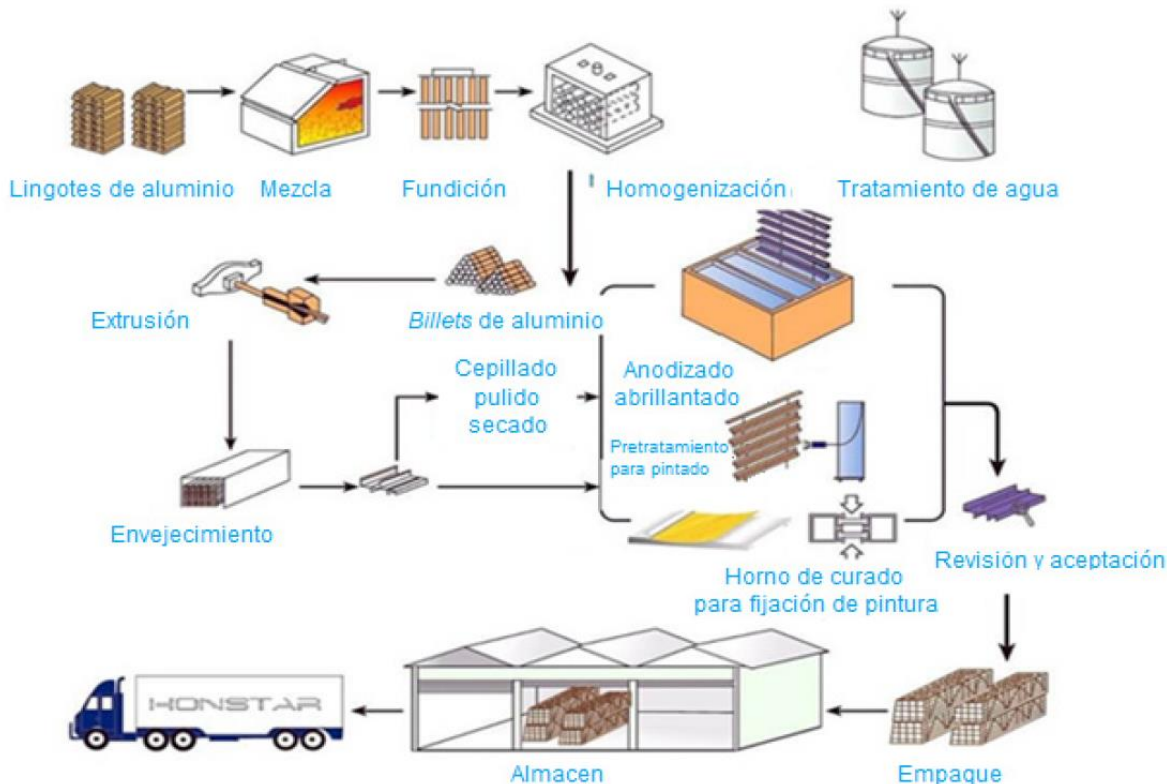 Lingotes de aluminio
Mezcla
Fundición
Homogenización
Tratamiento de agua
Extrusión
Billets de aluminio
Cepillado
pulido
secado
Anodizado
abrillantado
Pretratamiento
para pintado
Envejecimiento
Horno de curado
para fijación de pintura
Revisión y aceptación
HONSTAR
Almacen
Empaque